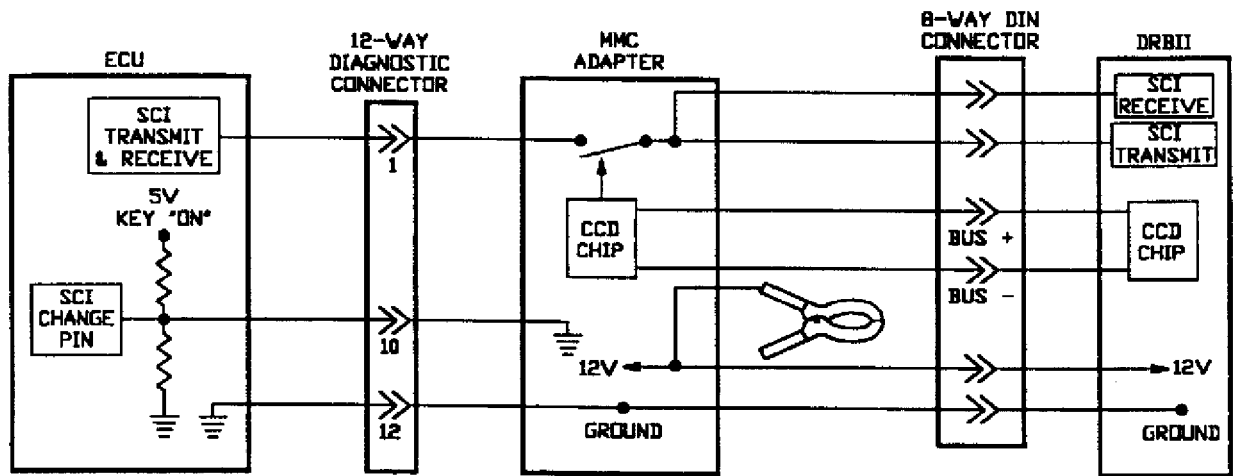 ECU
12-WAY
DIAGNOSTIC
CONNECTOR
MMC
ADAPTER
8-WAY DIN
CONNECTOR
DRBII
SCI
TRANSMIT
& RECEIVE
1
SCI
RECEIVE
SCI
TRANSMIT
5V
KEY "ON"
CCD
CHIP
BUS +
BUS -
CCD
CHIP
SCI
CHANGE
PIN
10
12V
12V
12
GROUND
GROUND